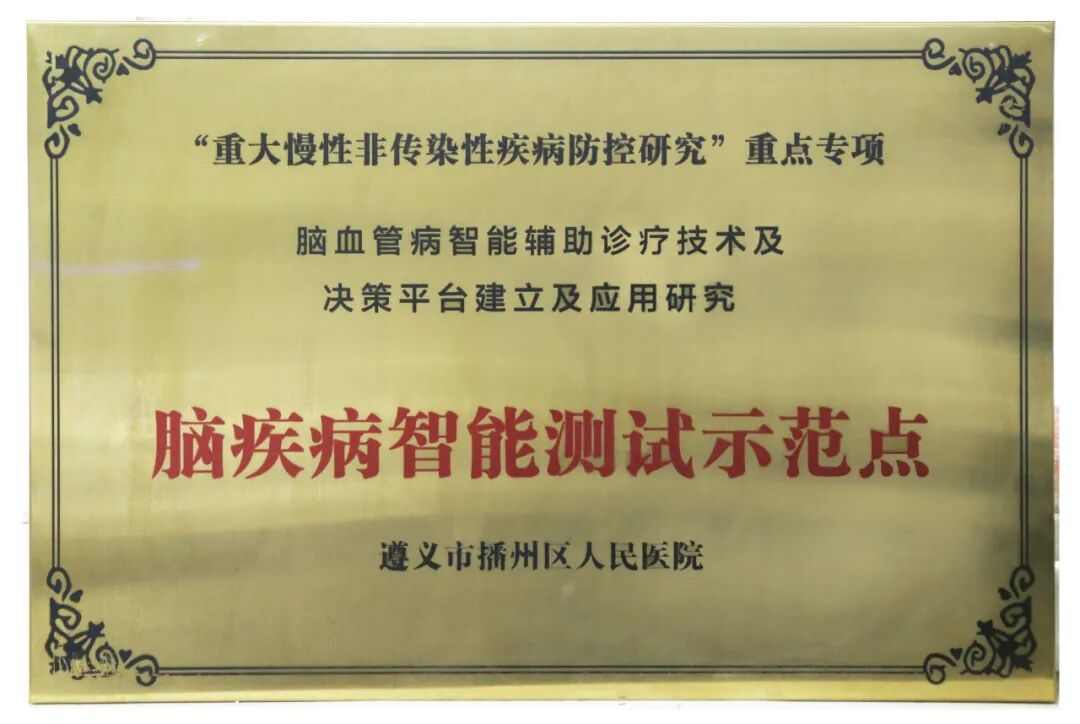 “重大慢性非传染性疾病防控研究”重点专项
脑血管病智能辅助诊疗技术及
决策平台建立及应用研究
脑疾病智能测试示范点
遵义市播州区人民医院